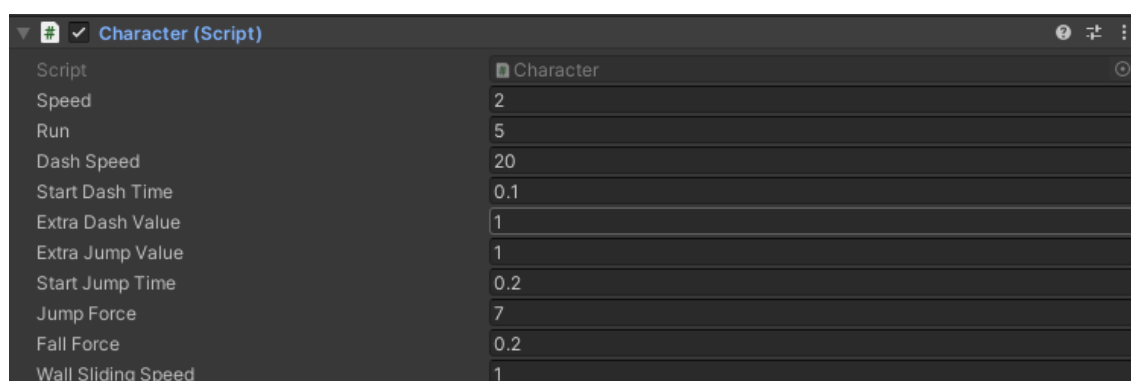 # Character (Script)
Script Character
Speed 2
Run 5
Dash Speed 20
Start Dash Time 0.1
Extra Dash Value 1
Extra Jump Value 1
Start Jump Time 0.2
Jump Force 7
Fall Force 0.2
Wall Sliding Speed 1